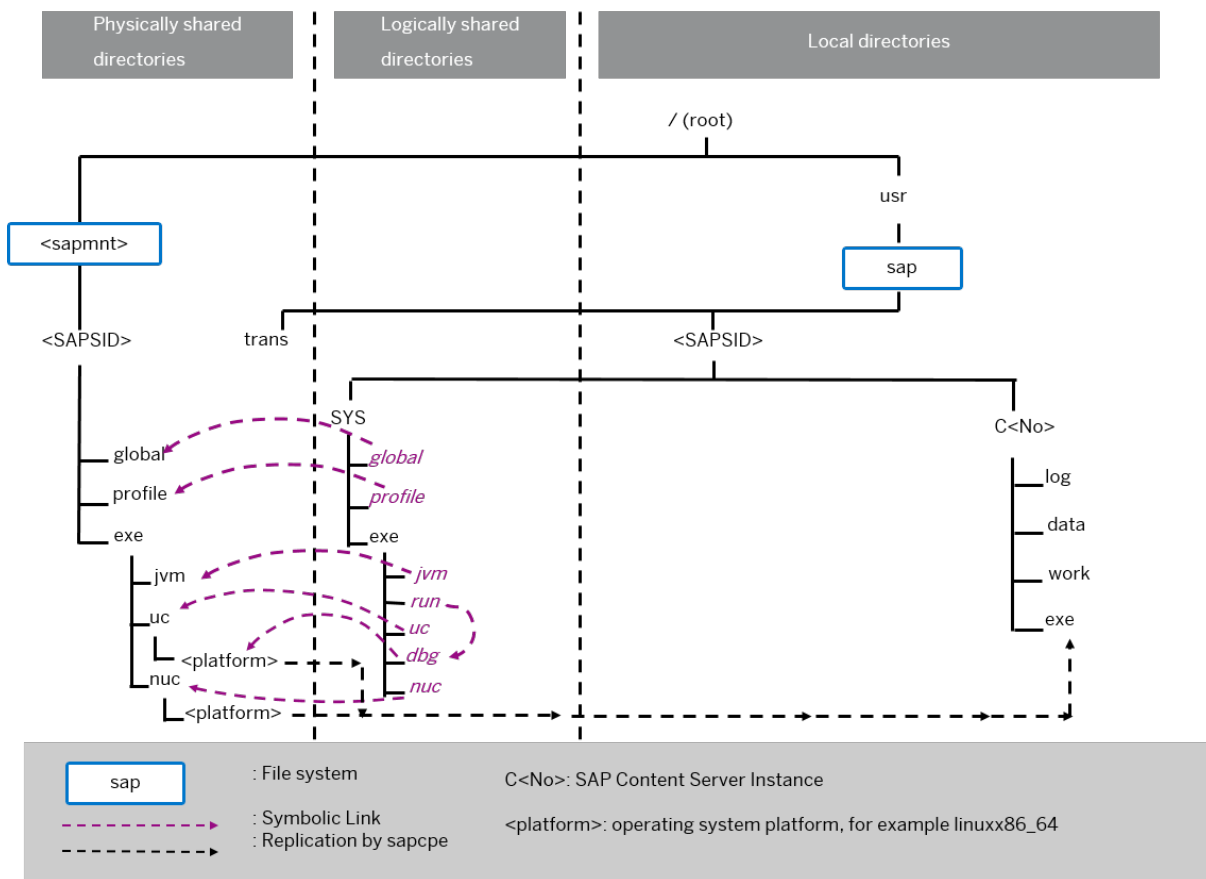 Physically shared
directories
Logically shared
directories
Local directories
/ (root)
usr
<sapmnt>
sap
<SAPSID>
trans
<SAPSID>
SYS
C<No>
global
global
profile
profile
exe
exe
log
data
work
exe
jvm
jvm
run
uc
uc
dbg
<platform>
nuc
nuc
<platform>
sap
: File system
C<No>: SAP Content Server Instance
: Symbolic Link
: Replication by sapcpe
<platform>: operating system platform, for example linuxx86_64